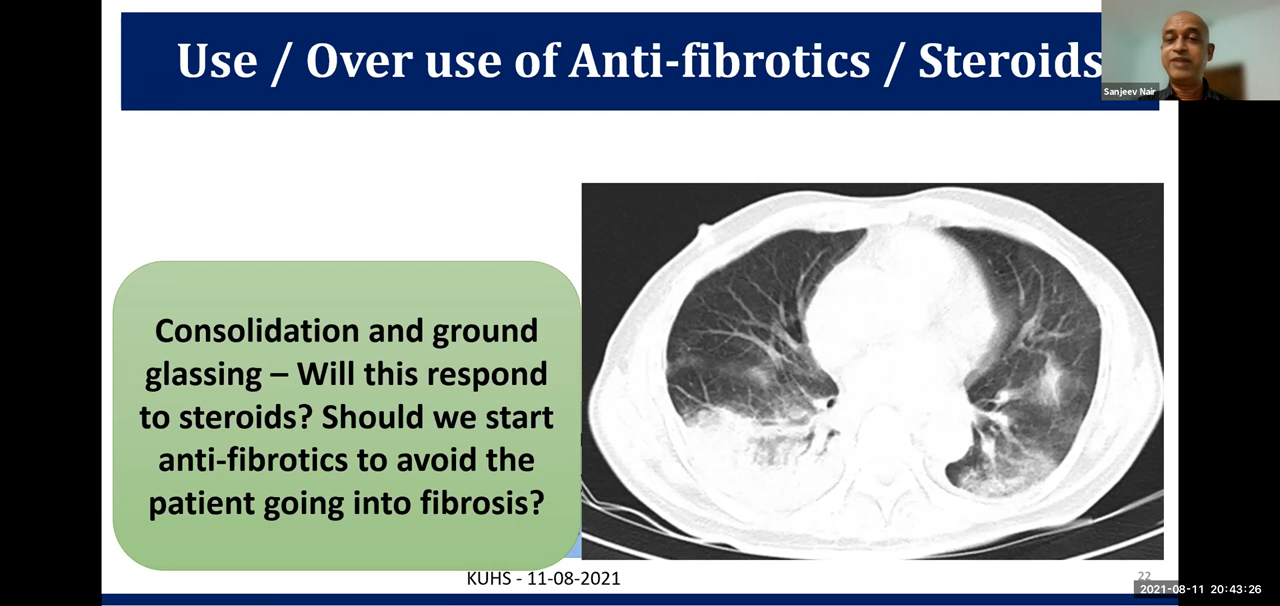 Use / Over use of Anti-fibrotics / Steroids
Sanjeev Nair
Consolidation and ground
glassing – Will this respond
to steroids? Should we start
anti-fibrotics to avoid the
patient going into fibrosis?
KUHS - 11-08-2021
22
2021-08-11 20:43:26